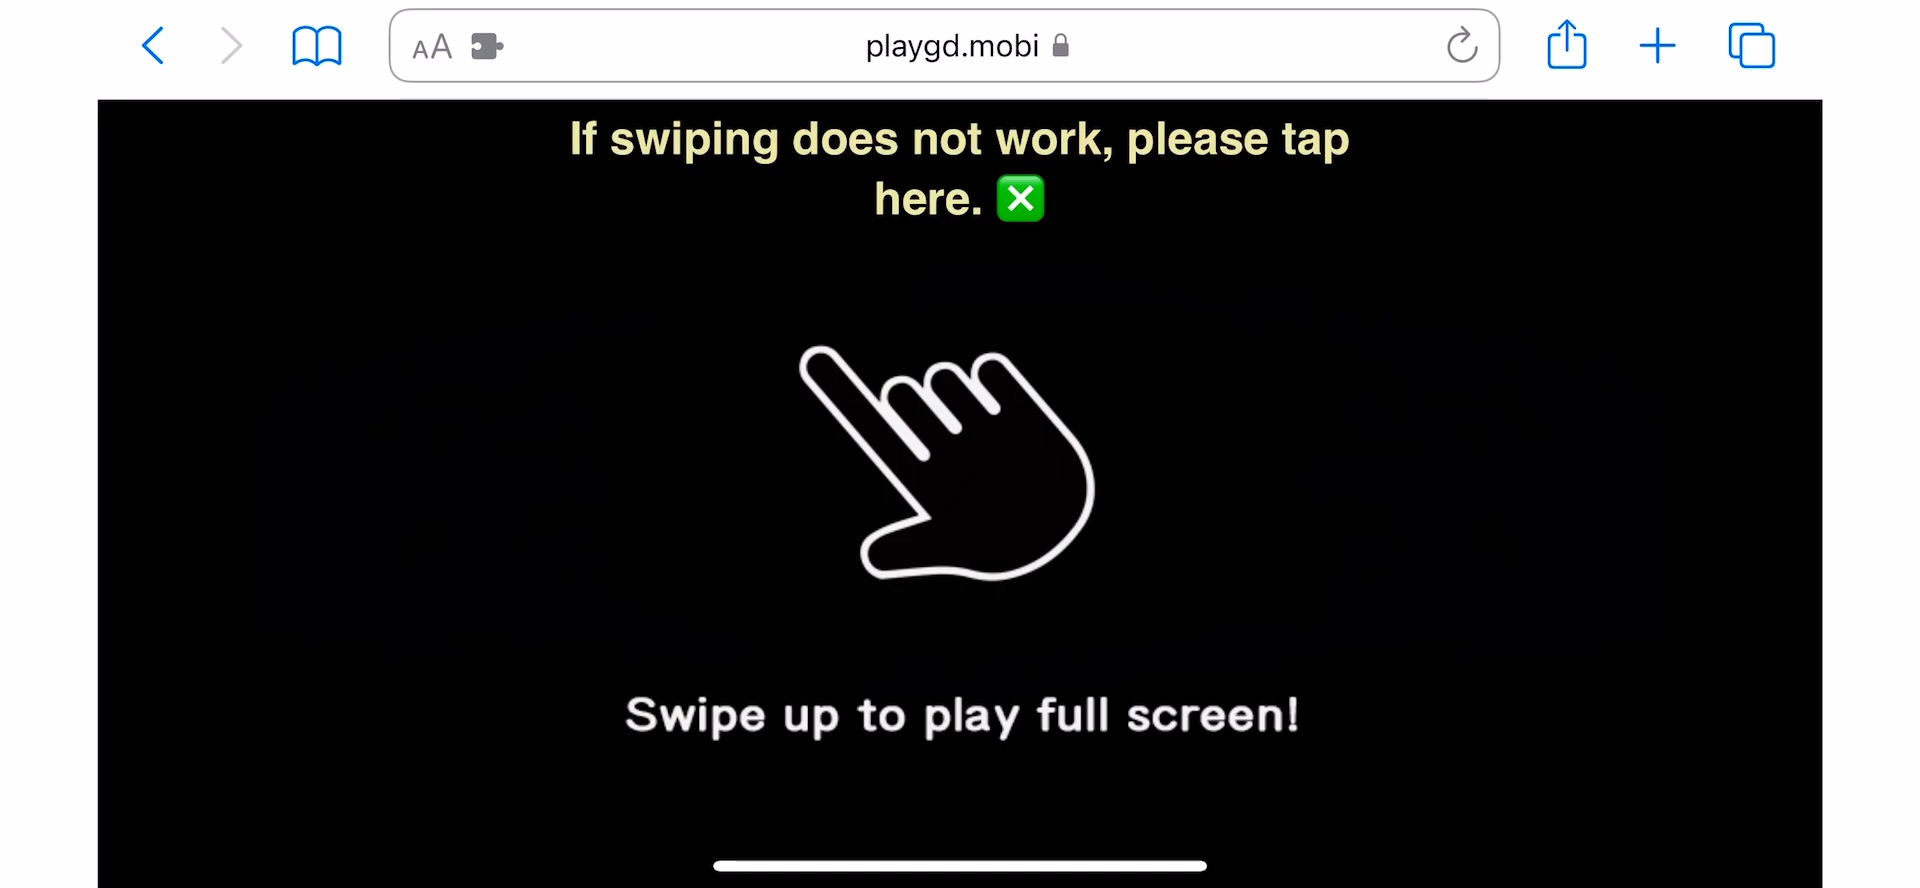 AA
playgd.mobi
If swiping does not work, please tap
here.
Swipe up to play full screen!